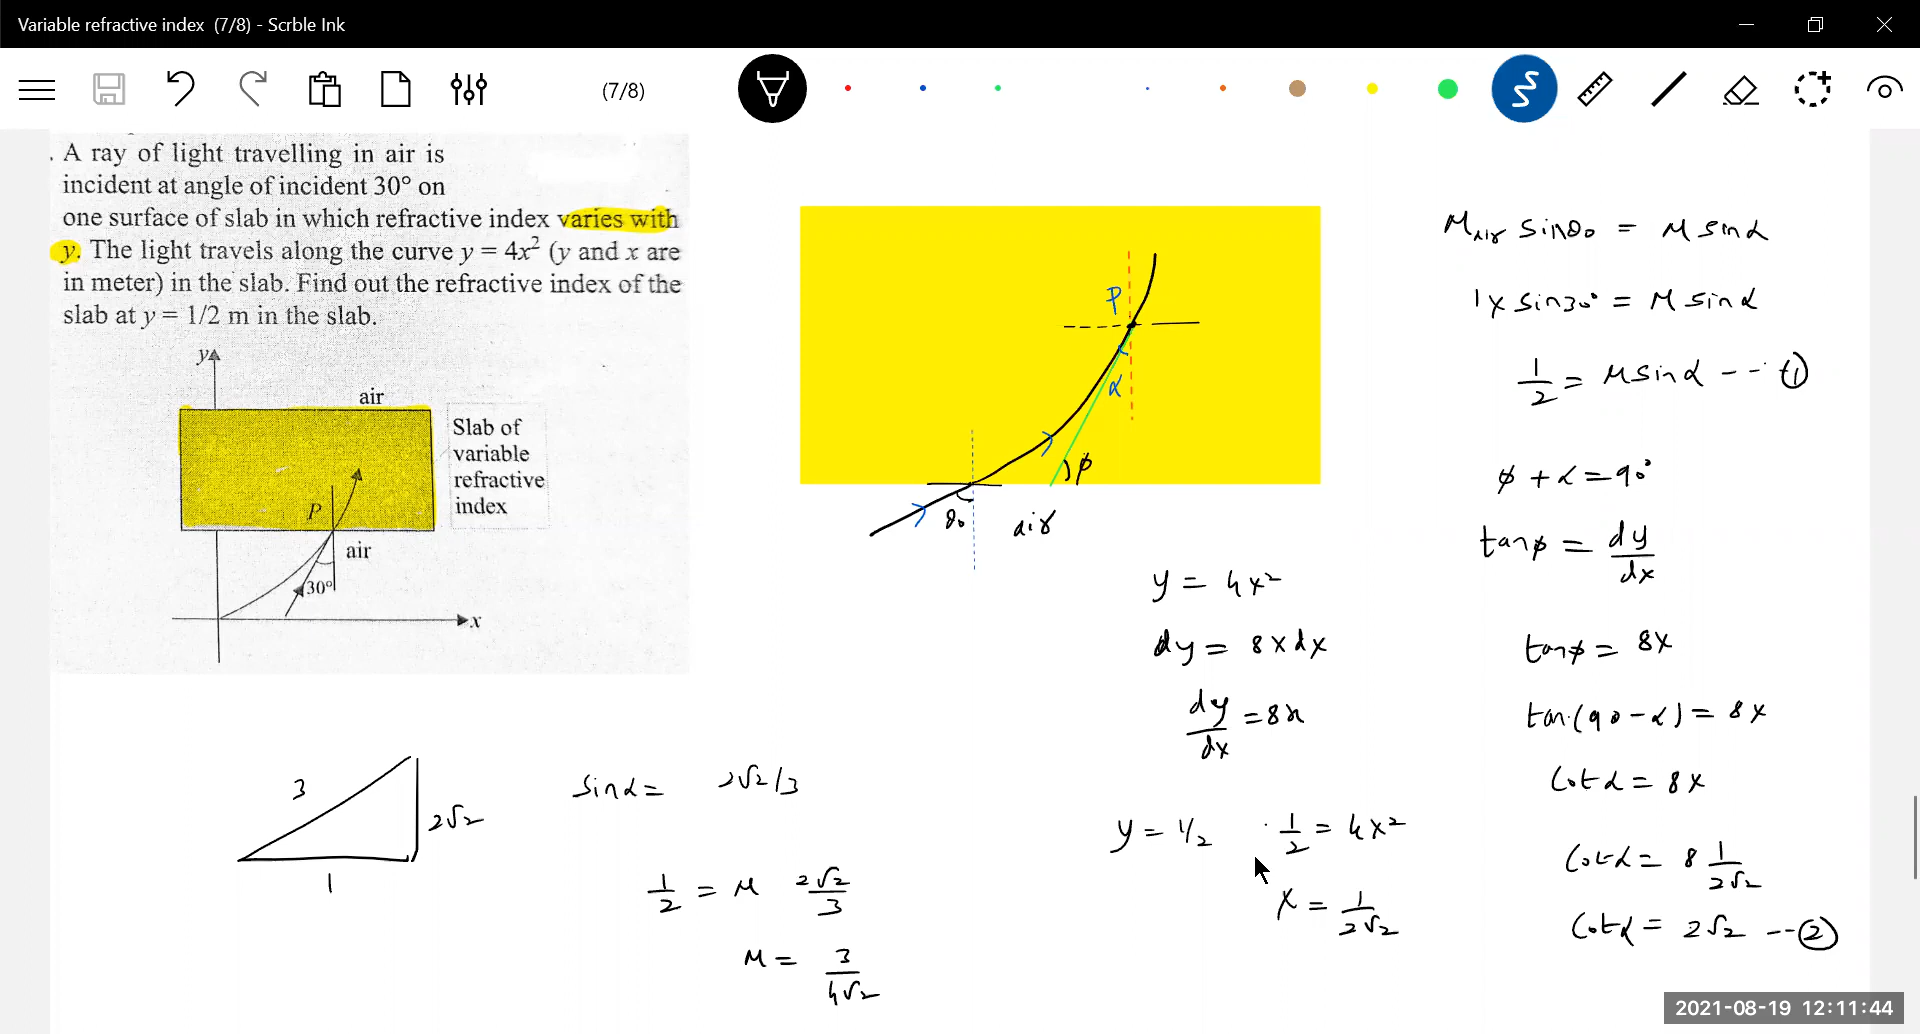 Variable refractive index (7/8) - Scrble Ink
(7/8)
. A ray of light travelling in air is
incident at angle of incident 30° on
one surface of slab in which refractive index varies with
y. The light travels along the curve y = 4x² (y and x are
in meter) in the slab. Find out the refractive index of the
slab at y = 1/2 m in the slab.
y
air
Slab of
variable
refractive
index
P
air
30°
x
P
α
φ
θ₀
air
μair sinθ₀ = μ sinα
1 x sin30° = μ sinα
1/2 = μ sinα --- ①
φ + α = 90°
tanφ = dy/dx
tanφ = 8x
tan(90-α) = 8x
cotα = 8x
cotα = 8 1/2√2
cotα = 2√2 --②
y = 4x²
dy = 8xdx
dy/dx = 8x
y = 1/2
1/2 = 4x²
x = 1/2√2
3
2√2
1
sinα = 2√2/3
1/2 = μ 2√2/3
μ = 3/4√2
2021-08-19 12:11:44